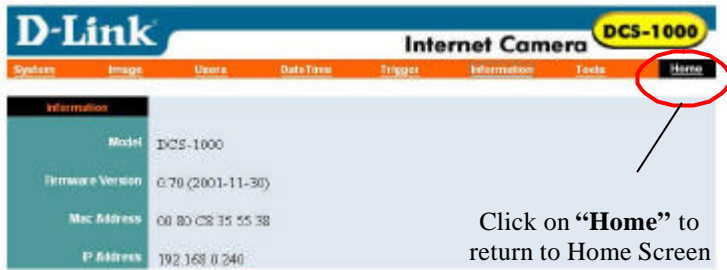 D-Link
DCS-1000
Internet Camera
System Image Users Date/Time Trigger Information Tools Home
Information
Model DCS-1000
Firmware Version 0.70 (2001-11-30)
Mac Address 00 80 C8 35 55 38
IP Address 192.168.0.240
Click on “Home” to
return to Home Screen